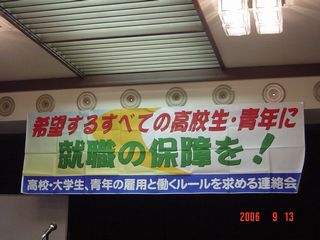 希望するすべての高校生・青年に
就職の保障を!
高校・大学生、青年の雇用と働くルールを求める連絡会
2006 9 13